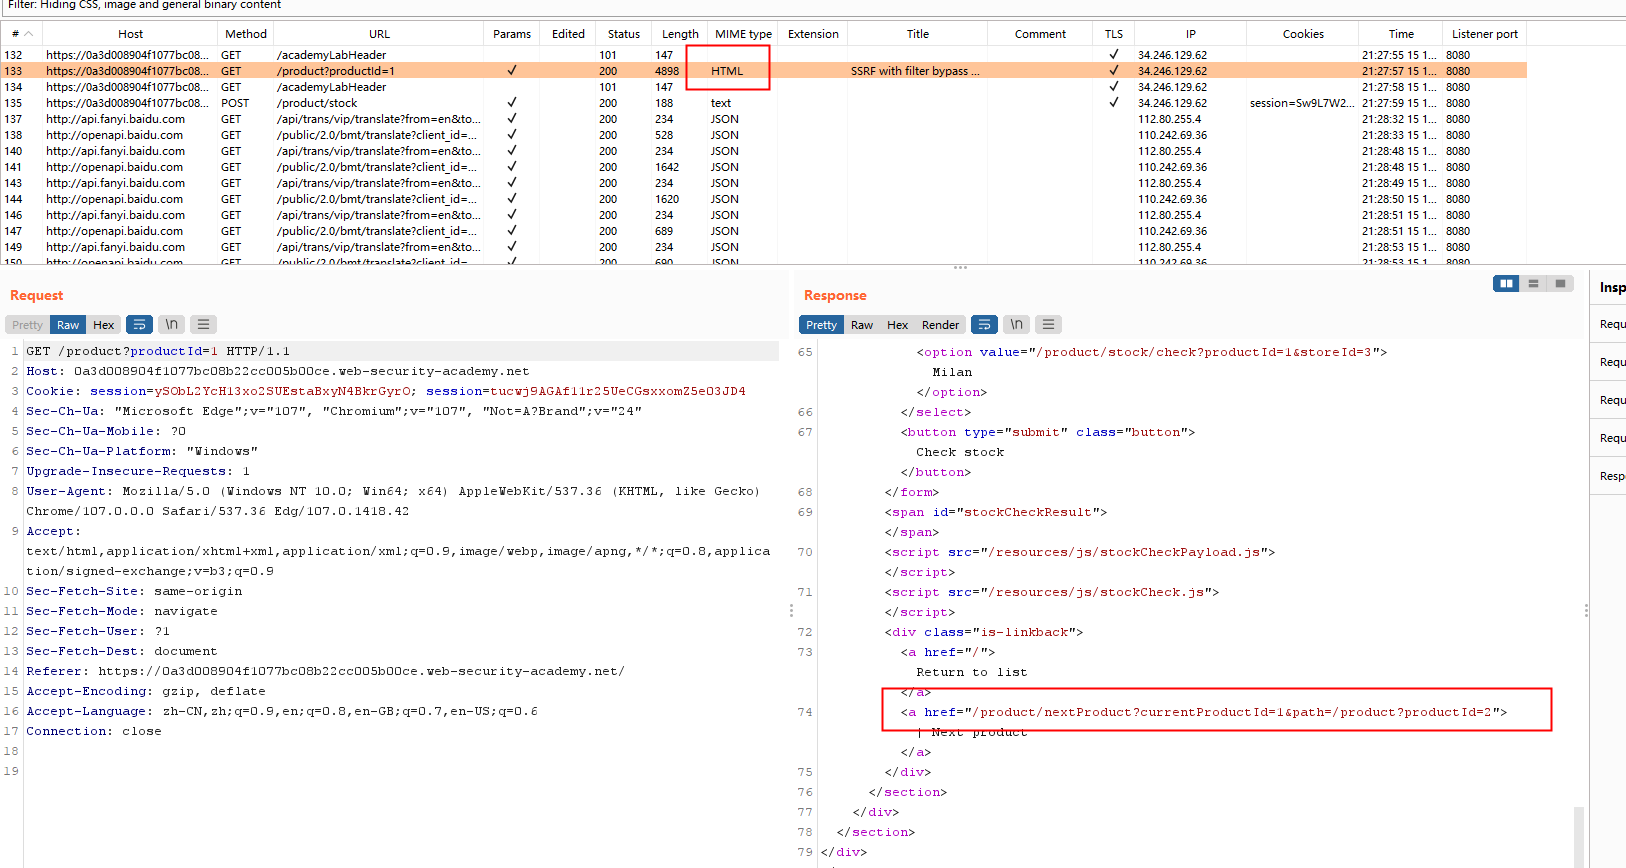 Filter: Hiding CSS, image and general binary content
# Host Method URL Params Edited Status Length MIME type Extension Title Comment TLS IP Cookies Time Listener port
132 https://0a3d008904f1077bc08... GET /academyLabHeader 101 147 ✓ 34.246.129.62 21:27:55 15 1... 8080
133 https://0a3d008904f1077bc08... GET /product?productId=1 ✓ 200 4898 HTML SSRF with filter bypass ... ✓ 34.246.129.62 21:27:57 15 1... 8080
134 https://0a3d008904f1077bc08... GET /academyLabHeader 101 147 ✓ 34.246.129.62 21:27:58 15 1... 8080
135 https://0a3d008904f1077bc08... POST /product/stock ✓ 200 188 text ✓ 34.246.129.62 session=Sw9L7W2... 21:27:59 15 1... 8080
137 http://api.fanyi.baidu.com GET /api/trans/vip/translate?from=en&to... ✓ 200 234 JSON 112.80.255.4 21:28:32 15 1... 8080
138 http://openapi.baidu.com GET /public/2.0/bmt/translate?client_id=... ✓ 200 528 JSON 110.242.69.36 21:28:33 15 1... 8080
140 http://api.fanyi.baidu.com GET /api/trans/vip/translate?from=en&to... ✓ 200 234 JSON 112.80.255.4 21:28:48 15 1... 8080
141 http://openapi.baidu.com GET /public/2.0/bmt/translate?client_id=... ✓ 200 1642 JSON 110.242.69.36 21:28:48 15 1... 8080
143 http://api.fanyi.baidu.com GET /api/trans/vip/translate?from=en&to... ✓ 200 234 JSON 112.80.255.4 21:28:49 15 1... 8080
144 http://openapi.baidu.com GET /public/2.0/bmt/translate?client_id=... ✓ 200 1620 JSON 110.242.69.36 21:28:50 15 1... 8080
146 http://api.fanyi.baidu.com GET /api/trans/vip/translate?from=en&to... ✓ 200 234 JSON 112.80.255.4 21:28:51 15 1... 8080
147 http://openapi.baidu.com GET /public/2.0/bmt/translate?client_id=... ✓ 200 689 JSON 110.242.69.36 21:28:51 15 1... 8080
149 http://api.fanyi.baidu.com GET /api/trans/vip/translate?from=en&to... ✓ 200 234 JSON 112.80.255.4 21:28:53 15 1... 8080
150 http://openapi.baidu.com GET /public/2.0/bmt/translate?client_id=... ✓ 200 690 JSON 110.242.69.36 21:28:53 15 1... 8080
Request
Pretty Raw Hex \n
1 GET /product?productId=1 HTTP/1.1
2 Host: 0a3d008904f1077bc08b22cc005b00ce.web-security-academy.net
3 Cookie: session=ySObL2YcH13xo2SUEstaBxyN4BkrGyrO; session=tucwj9AGAf11r25UeCGsxxomZ5e03JD4
4 Sec-Ch-Ua: "Microsoft Edge";v="107", "Chromium";v="107", "Not=A?Brand";v="24"
5 Sec-Ch-Ua-Mobile: ?0
6 Sec-Ch-Ua-Platform: "Windows"
7 Upgrade-Insecure-Requests: 1
8 User-Agent: Mozilla/5.0 (Windows NT 10.0; Win64; x64) AppleWebKit/537.36 (KHTML, like Gecko)
Chrome/107.0.0.0 Safari/537.36 Edg/107.0.1418.42
9 Accept:
text/html,application/xhtml+xml,application/xml;q=0.9,image/webp,image/apng,*/*;q=0.8,applica
tion/signed-exchange;v=b3;q=0.9
10 Sec-Fetch-Site: same-origin
11 Sec-Fetch-Mode: navigate
12 Sec-Fetch-User: ?1
13 Sec-Fetch-Dest: document
14 Referer: https://0a3d008904f1077bc08b22cc005b00ce.web-security-academy.net/
15 Accept-Encoding: gzip, deflate
16 Accept-Language: zh-CN,zh;q=0.9,en;q=0.8,en-GB;q=0.7,en-US;q=0.6
17 Connection: close
18
19
Response
Pretty Raw Hex Render \n
65 <option value="/product/stock/check?productId=1&storeId=3">
Milan
</option>
66 </select>
67 <button type="submit" class="button">
Check stock
</button>
68 </form>
69 <span id="stockCheckResult">
</span>
70 <script src="/resources/js/stockCheckPayload.js">
</script>
71 <script src="/resources/js/stockCheck.js">
</script>
72 <div class="is-linkback">
73 <a href="/">
Return to list
</a>
74 <a href="/product/nextProduct?currentProductId=1&path=/product?productId=2">
| Next product
</a>
75 </div>
76 </section>
77 </div>
78 </section>
79 </div>
Insp
Requ
Requ
Requ
Requ
Resp